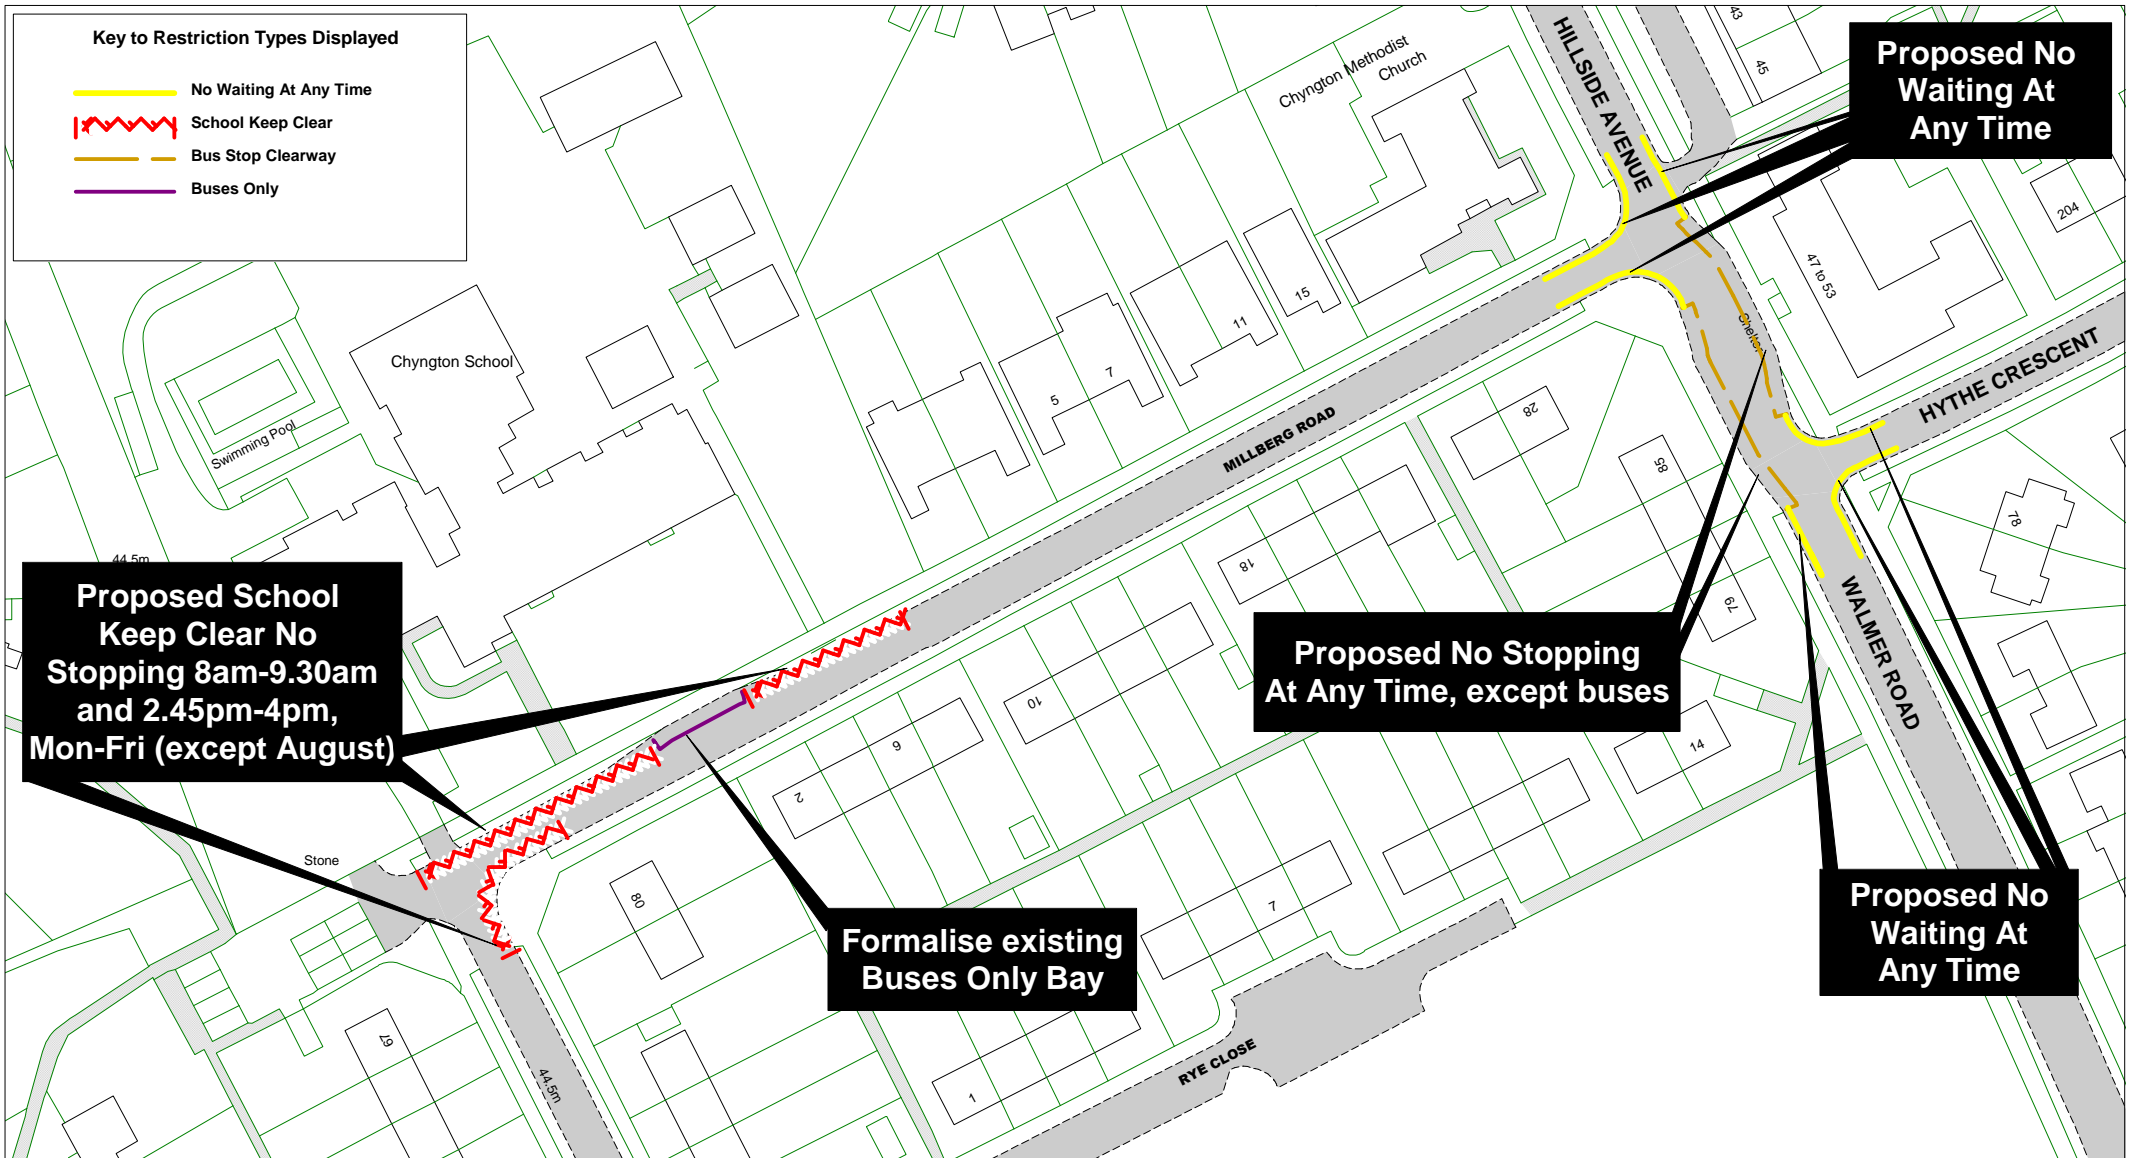 Key to Restriction Types Displayed
No Waiting At Any Time
School Keep Clear
Bus Stop Clearway
Buses Only
Chyngton Methodist
Church
HILLSIDE AVENUE
43
45
Proposed No
Waiting At
Any Time
204
47 to 53
Shelter
HYTHE CRESCENT
Chyngton School
Swimming Pool
15
11
7
5
MILLBERG ROAD
28
85
79
78
18
44.5m
Proposed School
Keep Clear No
Stopping 8am-9.30am
and 2.45pm-4pm,
Mon-Fri (except August)
Proposed No Stopping
At Any Time, except buses
WALMER ROAD
10
6
2
14
Stone
80
7
Formalise existing
Buses Only Bay
Proposed No
Waiting At
Any Time
67
44.5m
1
RYE CLOSE